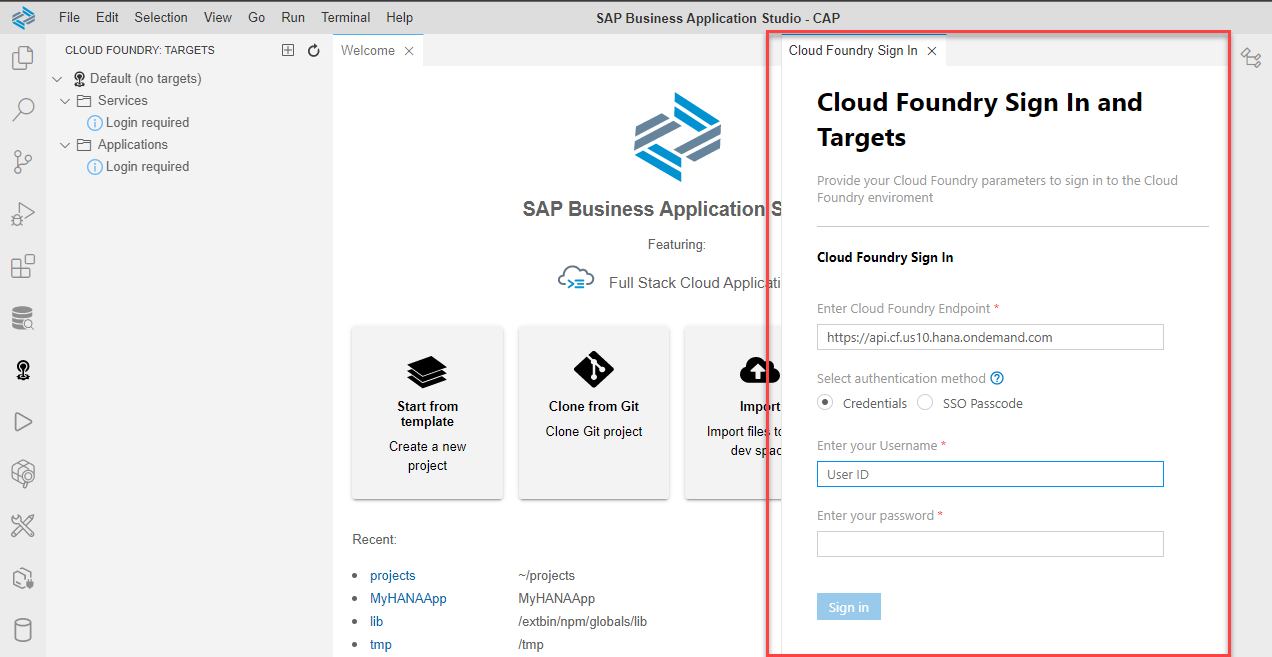 File Edit Selection View Go Run Terminal Help
SAP Business Application Studio - CAP
CLOUD FOUNDRY: TARGETS
Default (no targets)
Services
Login required
Applications
Login required
Welcome
SAP Business Application S
Featuring:
Full Stack Cloud Applicati
Start from
template
Create a new
project
Clone from Git
Clone Git project
Import
Import files to
dev spac
Recent:
projects ~/projects
MyHANAApp MyHANAApp
lib /extbin/npm/globals/lib
tmp /tmp
Cloud Foundry Sign In
Cloud Foundry Sign In and
Targets
Provide your Cloud Foundry parameters to sign in to the Cloud
Foundry enviroment
Cloud Foundry Sign In
Enter Cloud Foundry Endpoint *
https://api.cf.us10.hana.ondemand.com
Select authentication method
Credentials SSO Passcode
Enter your Username *
User ID
Enter your password *
Sign in